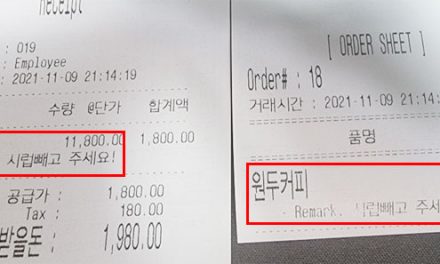 Receipt
: 019
: Employee
: 2021-11-09 21:14:19
수량 @단가 합계액
11,800.00 1,800.00
시럽빼고 주세요!
공급가 : 1,800.00
Tax : 180.00
받을돈 : 1,980.00
[ ORDER SHEET ]
Order# : 18
거래시간 : 2021-11-09 21:14:19
품명
원두커피
- Remark. 시럽빼고 주세